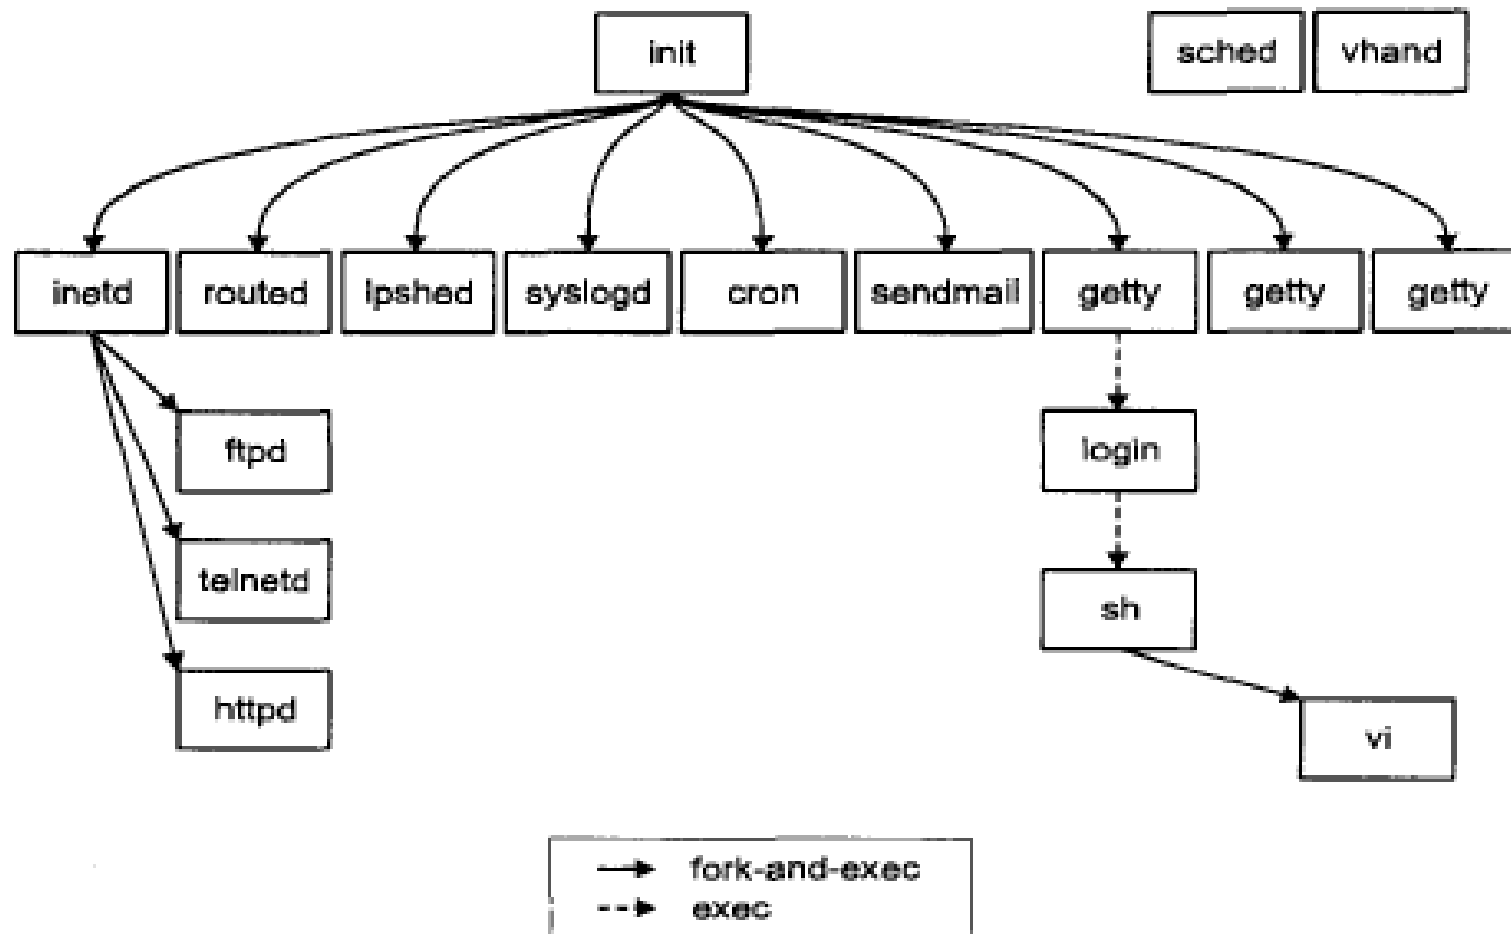 init
sched
vhand
inetd
routed
lpshed
syslogd
cron
sendmail
getty
getty
getty
ftpd
login
telnetd
sh
httpd
vi
fork-and-exec
exec